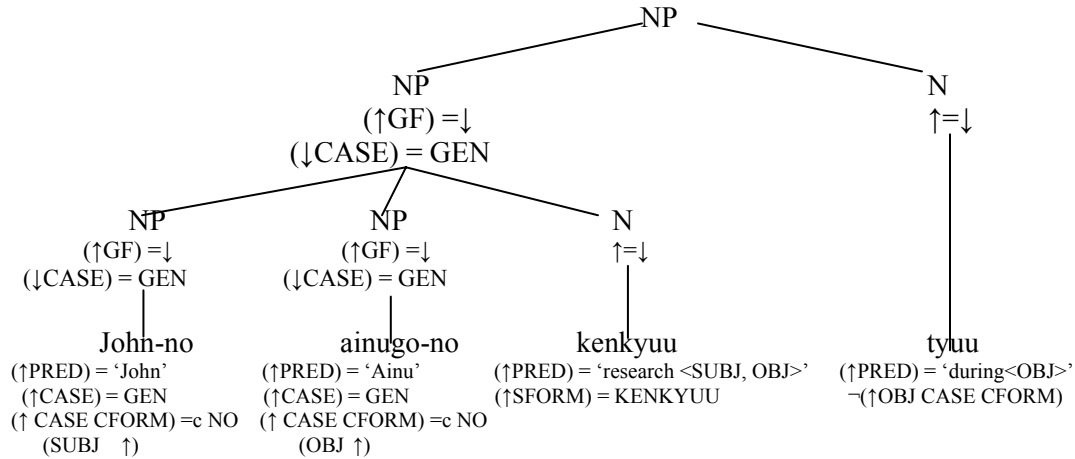 NP
NP N
(↑GF) =↓ ↑=↓
(↓CASE) = GEN
NP NP N
(↑GF) =↓ (↑GF) =↓ ↑=↓
(↓CASE) = GEN (↓CASE) = GEN
John-no ainugo-no kenkyuu tyuu
(↑PRED) = ‘John’ (↑PRED) = ‘Ainu’ (↑PRED) = ‘research <SUBJ, OBJ>’ (↑PRED) = ‘during<OBJ>’
(↑CASE) = GEN (↑CASE) = GEN (↑SFORM) = KENKYUU ¬(↑OBJ CASE CFORM)
(↑ CASE CFORM) =c NO (↑ CASE CFORM) =c NO
(SUBJ ↑) (OBJ ↑)